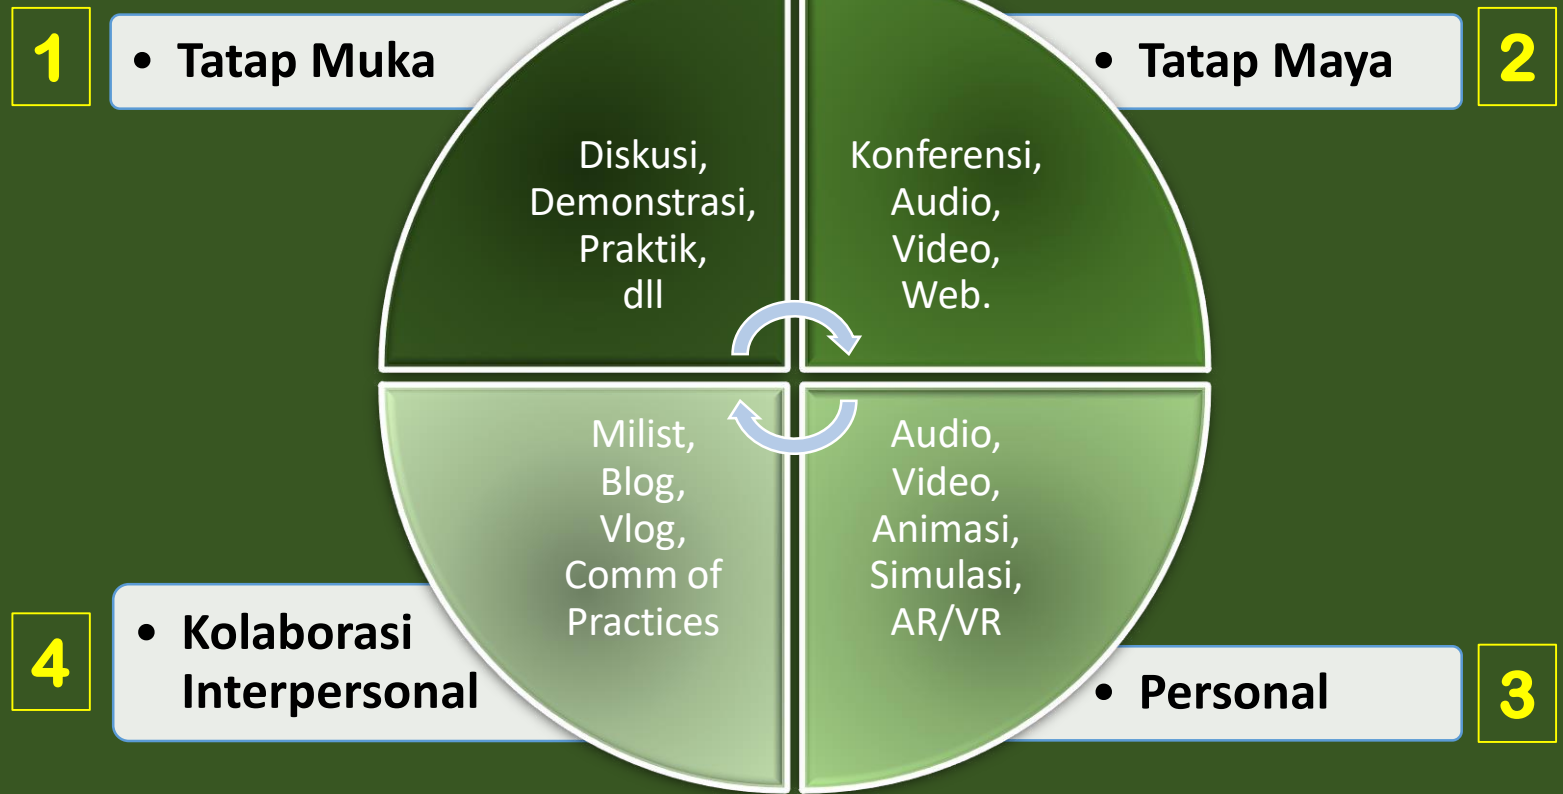 1
• Tatap Muka
Diskusi,
Demonstrasi,
Praktik,
dll
2
• Tatap Maya
Konferensi,
Audio,
Video,
Web.
3
• Personal
Audio,
Video,
Animasi,
Simulasi,
AR/VR
4
• Kolaborasi
Interpersonal
Milist,
Blog,
Vlog,
Comm of
Practices